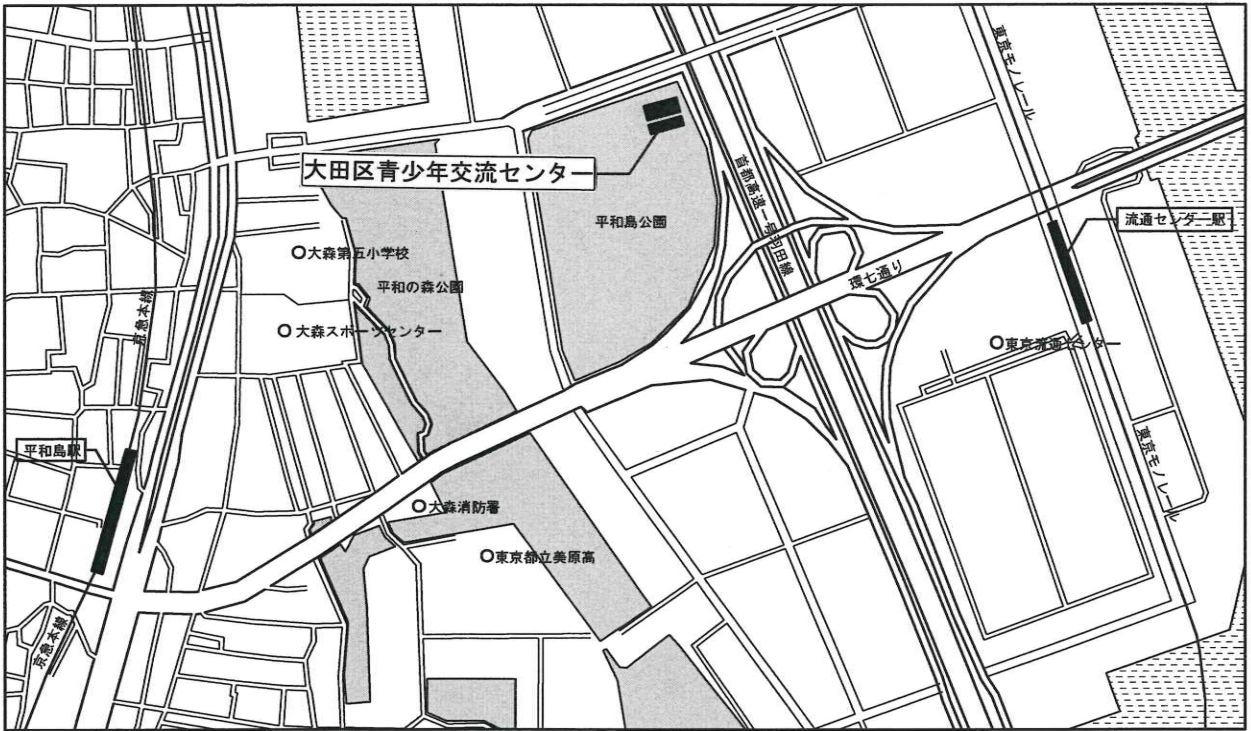 東京モノレール
大田区青少年交流センター
首都高速一号羽田線
平和島公園
流通センター駅
大森第五小学校
環七通り
平和の森公園
京急本線
大森スポーツセンター
東京流通センター
平和島駅
東京モノレール
大森消防署
東京都立美原高
京急本線